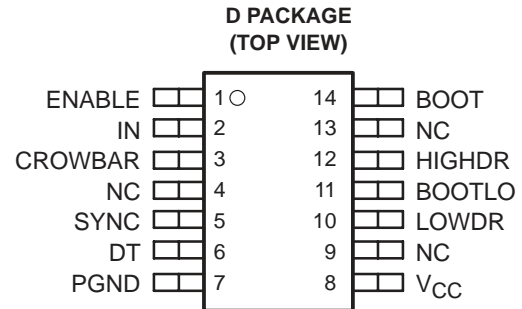 D PACKAGE
(TOP VIEW)
ENABLE 1 14 BOOT
IN 2 13 NC
CROWBAR 3 12 HIGHDR
NC 4 11 BOOTLO
SYNC 5 10 LOWDR
DT 6 9 NC
PGND 7 8 VCC